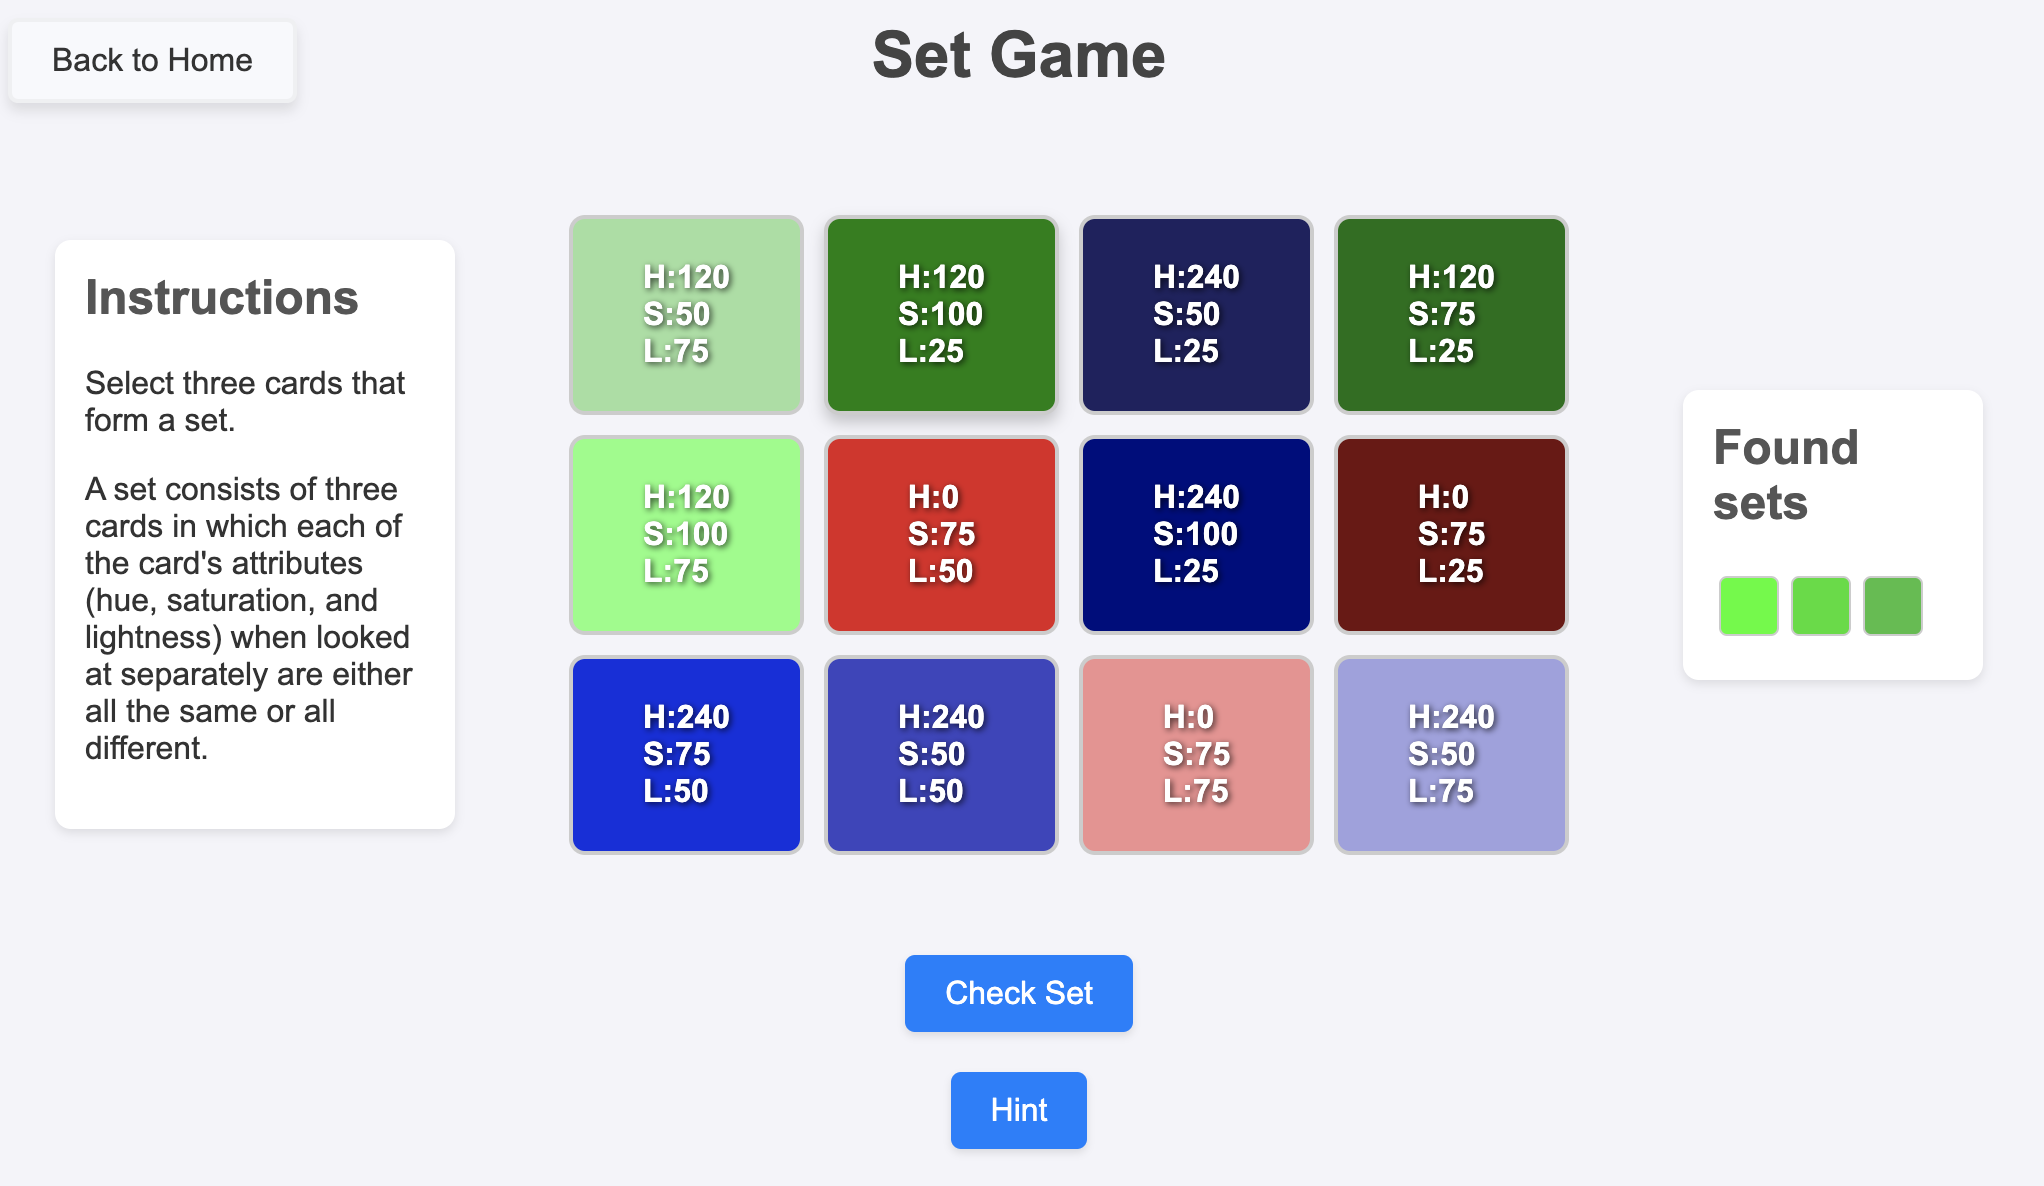 Back to Home
Set Game
Instructions
Select three cards that
form a set.
A set consists of three
cards in which each of
the card's attributes
(hue, saturation, and
lightness) when looked
at separately are either
all the same or all
different.
H:120
S:50
L:75
H:120
S:100
L:25
H:240
S:50
L:25
H:120
S:75
L:25
H:120
S:100
L:75
H:0
S:75
L:50
H:240
S:100
L:25
H:0
S:75
L:25
H:240
S:75
L:50
H:240
S:50
L:50
H:0
S:75
L:75
H:240
S:50
L:75
Found
sets
Check Set
Hint